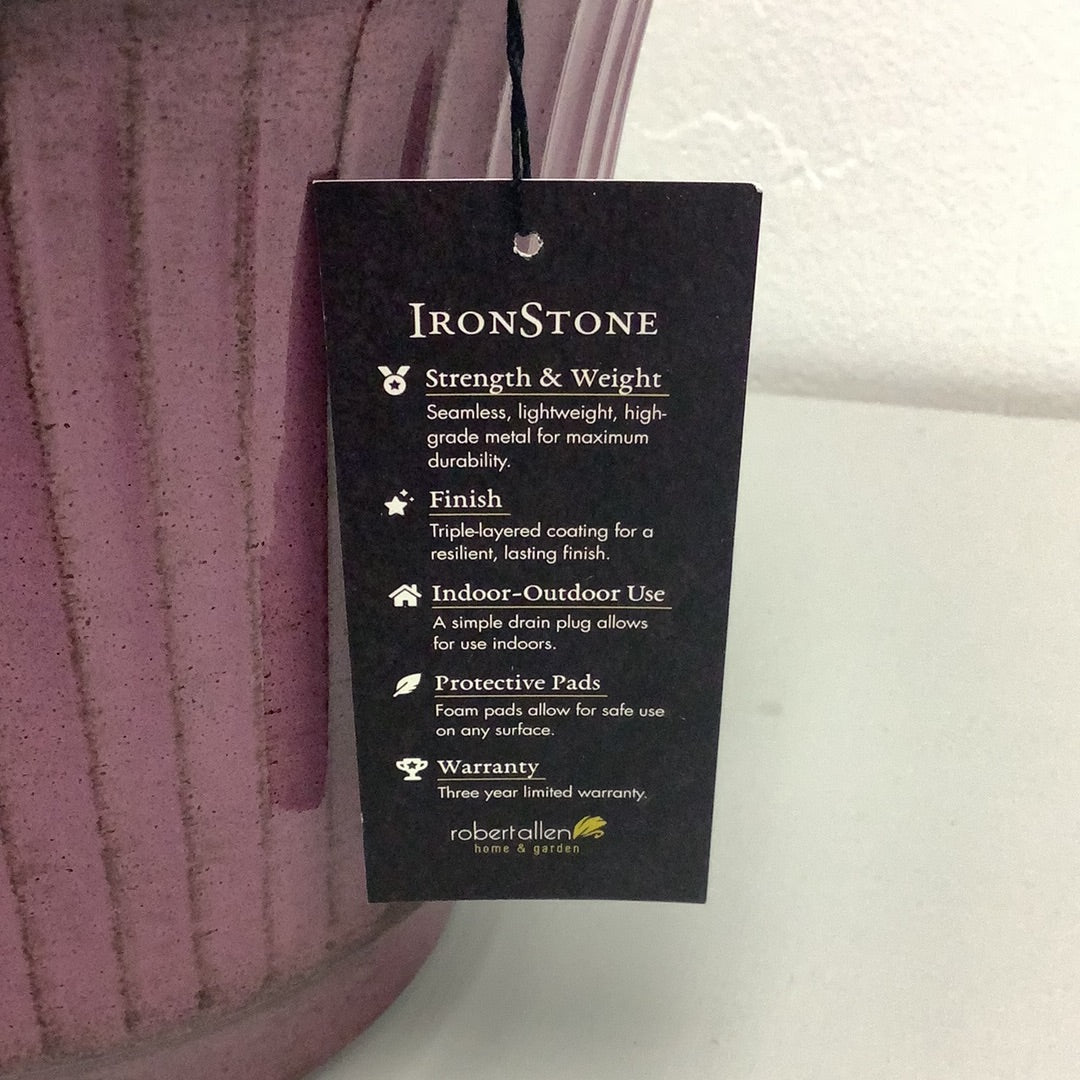 IRONSTONE
Strength & Weight
Seamless, lightweight, high-
grade metal for maximum
durability.
Finish
Triple-layered coating for a
resilient, lasting finish.
Indoor-Outdoor Use
A simple drain plug allows
for use indoors.
Protective Pads
Foam pads allow for safe use
on any surface.
Warranty
Three year limited warranty.
robertallen
home & garden